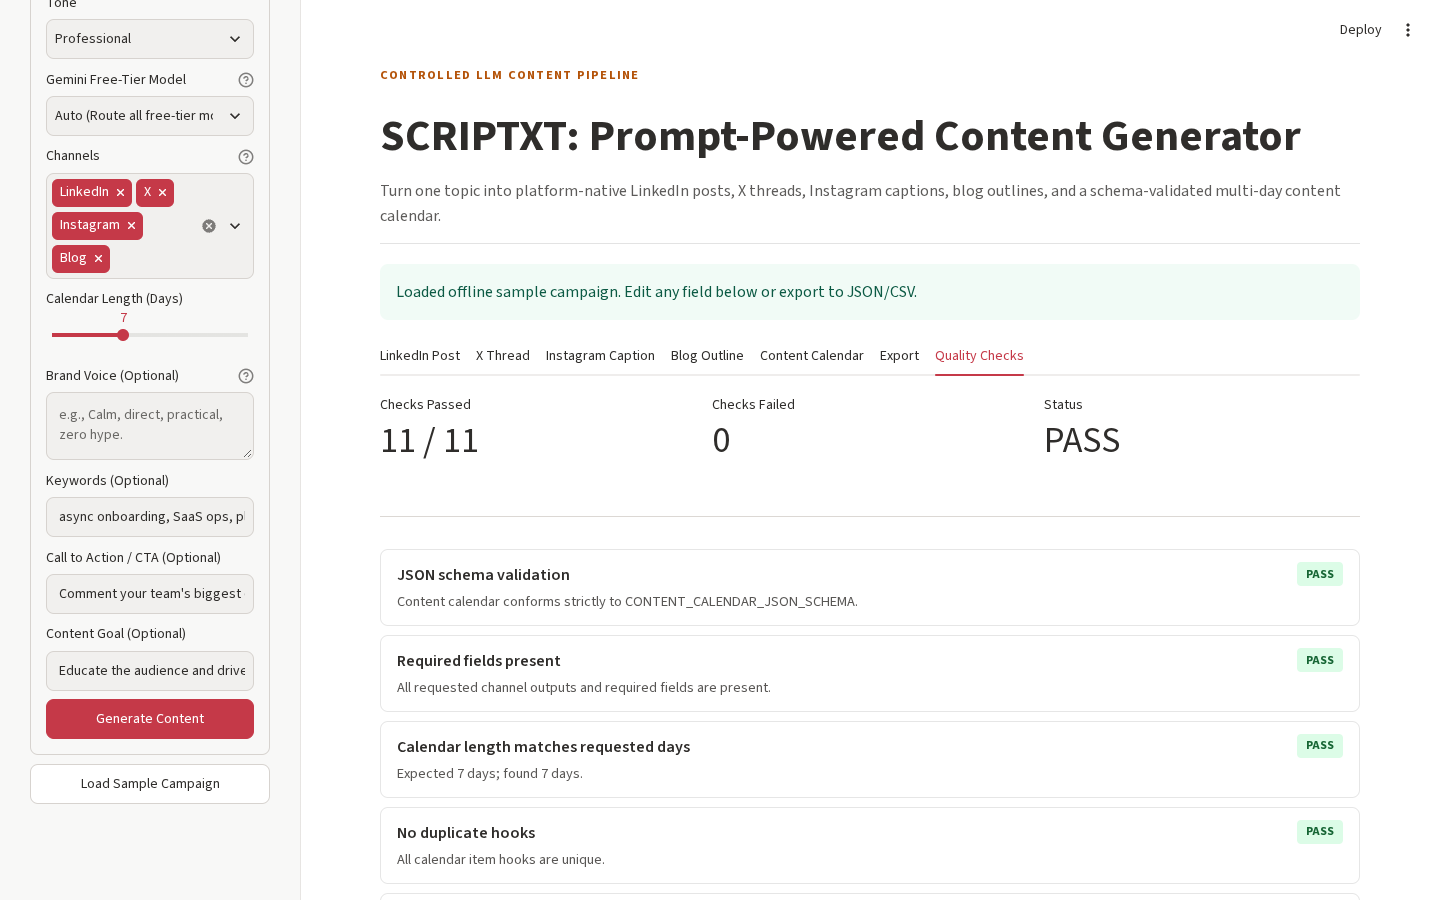 Tone
Professional
Gemini Free-Tier Model
Auto (Route all free-tier mo
Channels
LinkedIn
X
Instagram
Blog
Calendar Length (Days)
7
Brand Voice (Optional)
e.g., Calm, direct, practical,
zero hype.
Keywords (Optional)
async onboarding, SaaS ops, pl
Call to Action / CTA (Optional)
Comment your team's biggest
Content Goal (Optional)
Educate the audience and drive
Generate Content
Load Sample Campaign
Deploy
CONTROLLED LLM CONTENT PIPELINE
SCRIPTXT: Prompt-Powered Content Generator
Turn one topic into platform-native LinkedIn posts, X threads, Instagram captions, blog outlines, and a schema-validated multi-day content
calendar.
Loaded offline sample campaign. Edit any field below or export to JSON/CSV.
LinkedIn Post X Thread Instagram Caption Blog Outline Content Calendar Export Quality Checks
Checks Passed
11 / 11
Checks Failed
0
Status
PASS
JSON schema validation
PASS
Content calendar conforms strictly to CONTENT_CALENDAR_JSON_SCHEMA.
Required fields present
PASS
All requested channel outputs and required fields are present.
Calendar length matches requested days
PASS
Expected 7 days; found 7 days.
No duplicate hooks
PASS
All calendar item hooks are unique.